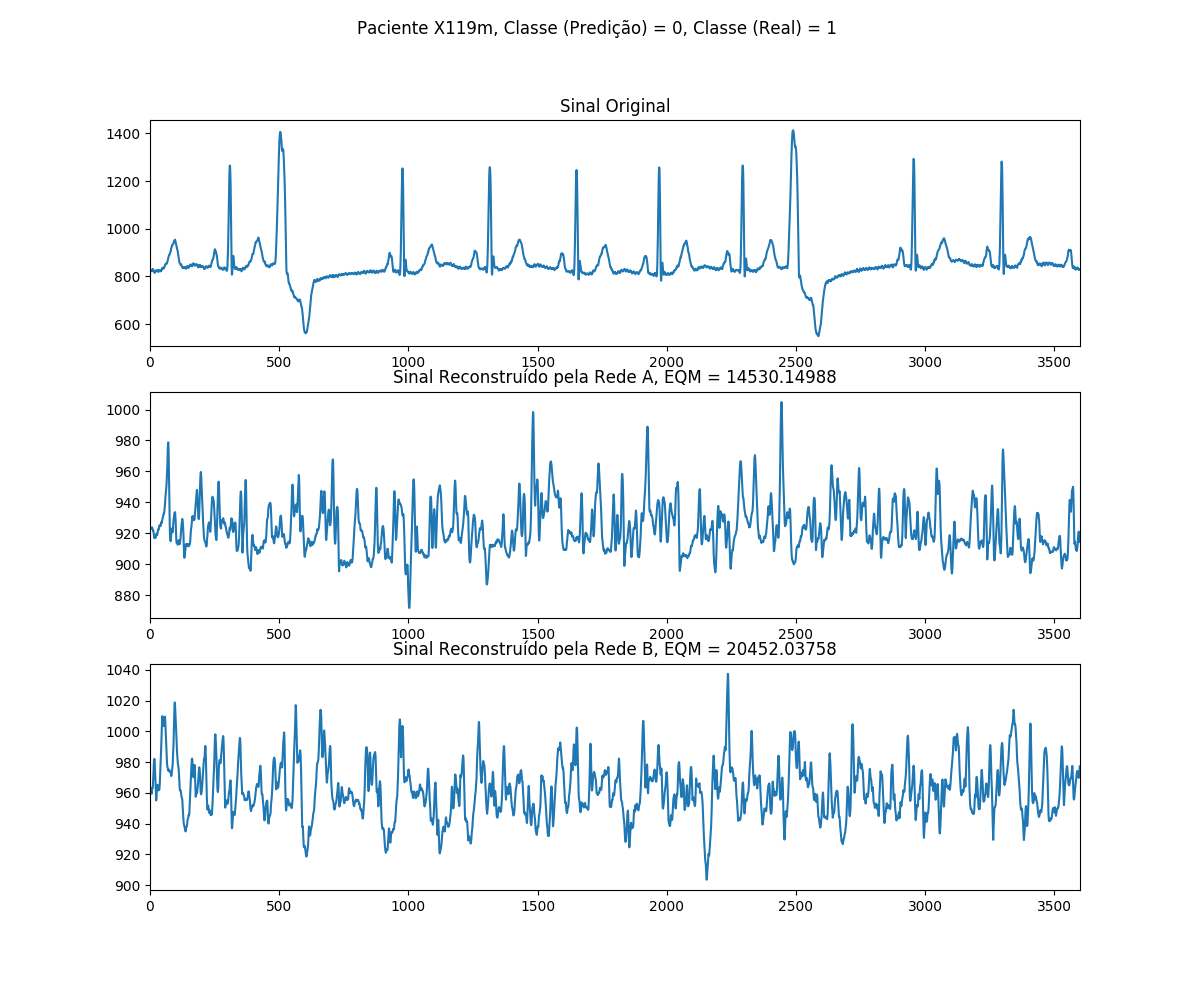 Paciente X119m, Classe (Predição) = 0, Classe (Real) = 1
Sinal Original
1400
1200
1000
800
600
0 500 1000 1500 2000 2500 3000 3500
Sinal Reconstruído pela Rede A, EQM = 14530.14988
1000
980
960
940
920
900
880
0 500 1000 1500 2000 2500 3000 3500
Sinal Reconstruído pela Rede B, EQM = 20452.03758
1040
1020
1000
980
960
940
920
900
0 500 1000 1500 2000 2500 3000 3500